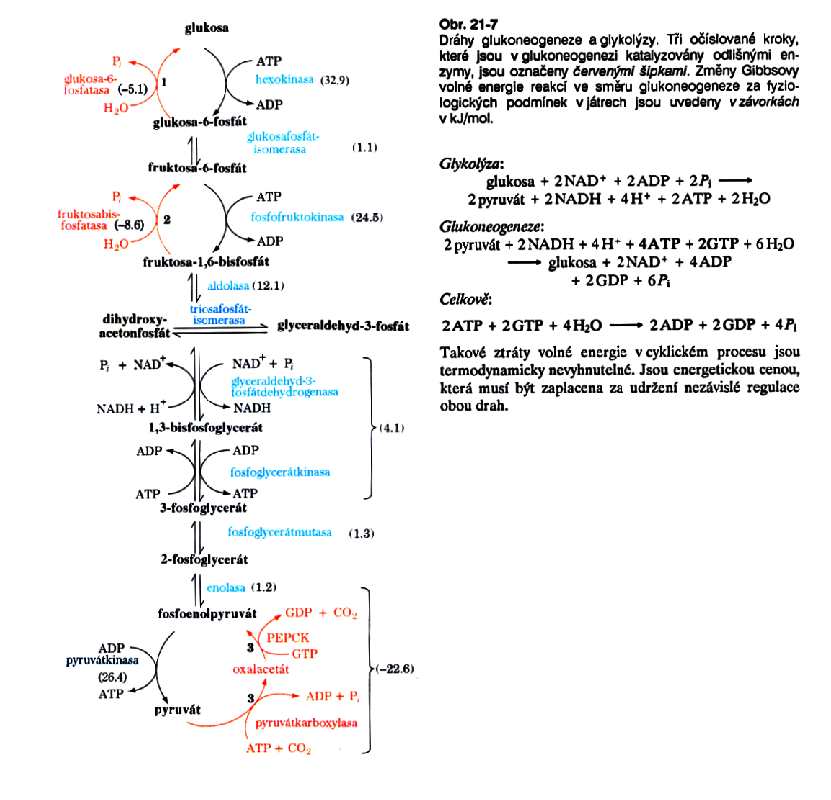 glukosa
Pi
ATP
glukosa-6-
fosfatasa (−5.1)
1
hexokinasa (32.9)
H2O
ADP
glukosa-6-fosfát
glukosafosfát-
isomerasa (1.1)
fruktosa-6-fosfát
Pi
ATP
fruktosabis-
fosfatasa (−8.6)
2
fosfofruktokinasa (24.5)
H2O
ADP
fruktosa-1,6-bisfosfát
aldolasa (12.1)
triosafosfát-
isomerasa
dihydroxy-
acetonfosfát
glyceraldehyd-3-fosfát
Pi + NAD+
NAD+ + Pi
glyceraldehyd-3-
fosfátdehydrogenasa
NADH + H+
NADH
1,3-bisfosfoglycerát
(4.1)
ADP
ADP
fosfoglycerátkinasa
ATP
ATP
3-fosfoglycerát
fosfoglycerátmutasa (1.3)
2-fosfoglycerát
enolasa (1.2)
fosfoenolpyruvát
GDP + CO2
PEPCK
3
GTP
ADP
pyruvátkinasa
(26.4)
ATP
oxalacetát
(−22.6)
3
ADP + Pi
pyruvát
pyruvátkarboxylasa
ATP + CO2
Obr. 21-7
Dráhy glukoneogeneze a glykolýzy. Tři očíslované kroky,
které jsou v glukoneogenezi katalyzovány odlišnými en-
zymy, jsou označeny červenými šipkami. Změny Gibbsovy
volné energie reakcí ve směru glukoneogeneze za fyzio-
logických podmínek v játrech jsou uvedeny v závorkách
v kJ/mol.
Glykolýza:
glukosa + 2NAD+ + 2ADP + 2Pi ⟶
2pyruvát + 2NADH + 4H+ + 2ATP + 2H2O
Glukoneogeneze:
2pyruvát + 2NADH + 4H+ + 4ATP + 2GTP + 6H2O
⟶ glukosa + 2NAD+ + 4ADP
+ 2GDP + 6Pi
Celkově:
2ATP + 2GTP + 4H2O ⟶ 2ADP + 2GDP + 4Pi
Takové ztráty volné energie v cyklickém procesu jsou
termodynamicky nevyhnutelné. Jsou energetickou cenou,
která musí být zaplacena za udržení nezávislé regulace
obou drah.